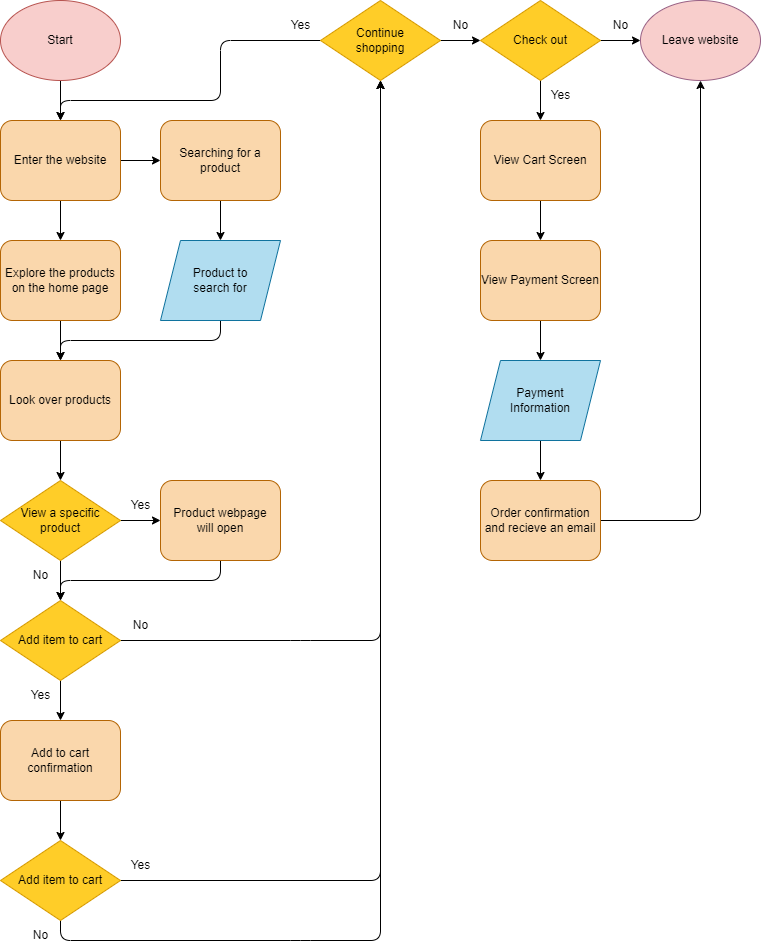 Start
Yes
Continue
shopping
No
Check out
No
Leave website
Yes
Enter the website
Searching for a
product
View Cart Screen
Explore the products
on the home page
Product to
search for
View Payment Screen
Look over products
Payment
Information
View a specific
product
Yes
Product webpage
will open
Order confirmation
and recieve an email
No
Add item to cart
No
Yes
Add to cart
confirmation
Add item to cart
Yes
No